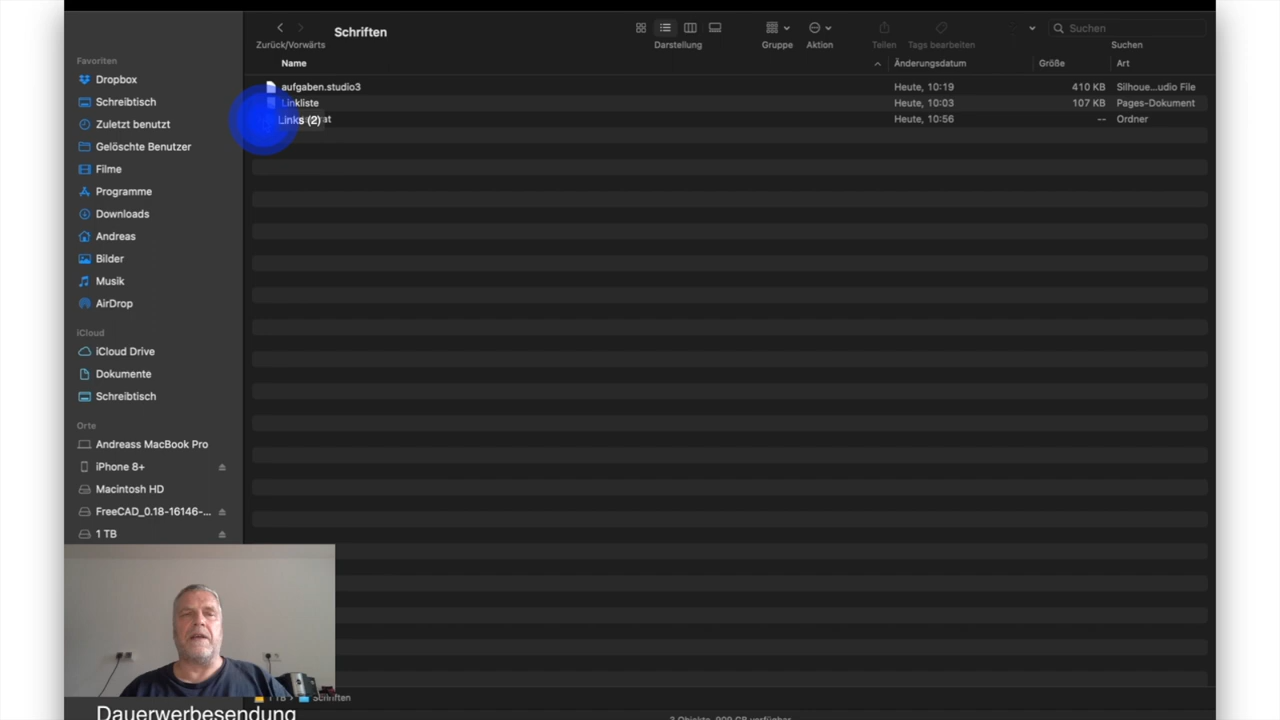 Schriften
Zurück/Vorwärts
Darstellung
Gruppe
Aktion
Teilen
Tags bearbeiten
Suchen
Suchen
Name
Änderungsdatum
Größe
Art
aufgaben.studio3
Heute, 10:19
410 KB
Silhoue...udio File
Linkliste
Heute, 10:03
107 KB
Pages-Dokument
Links (2)
Heute, 10:56
--
Ordner
Favoriten
Dropbox
Schreibtisch
Zuletzt benutzt
Gelöschte Benutzer
Filme
Programme
Downloads
Andreas
Bilder
Musik
AirDrop
iCloud
iCloud Drive
Dokumente
Schreibtisch
Orte
Andreass MacBook Pro
iPhone 8+
Macintosh HD
FreeCAD_0.18-16146-...
1 TB
Schriften
Dauerwerbesendung